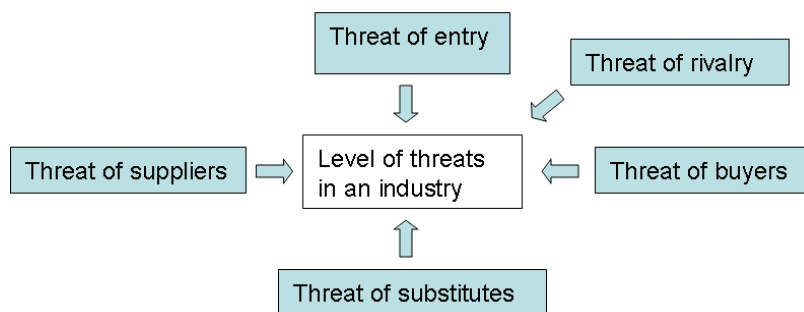 Threat of entry
Threat of rivalry
Threat of suppliers
Level of threats
in an industry
Threat of buyers
Threat of substitutes